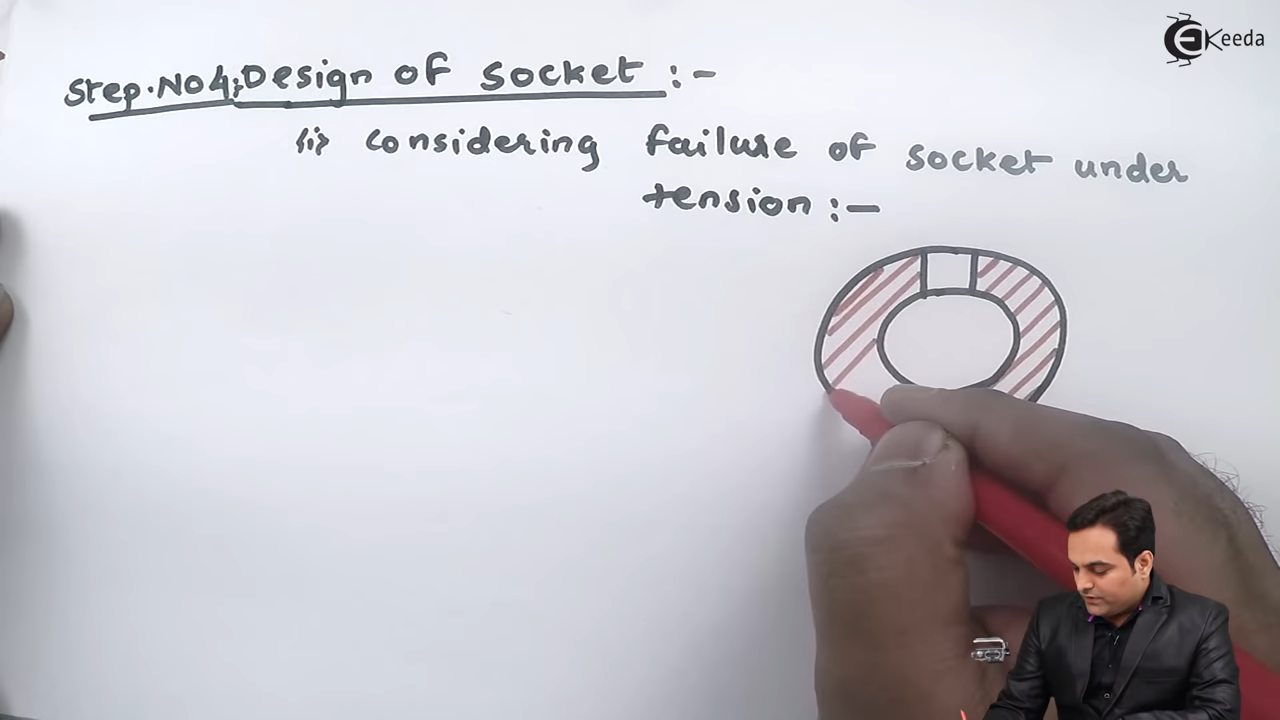 Step.No4:Design of socket :-
(i) considering failure of socket under
tension :-
EKeeda